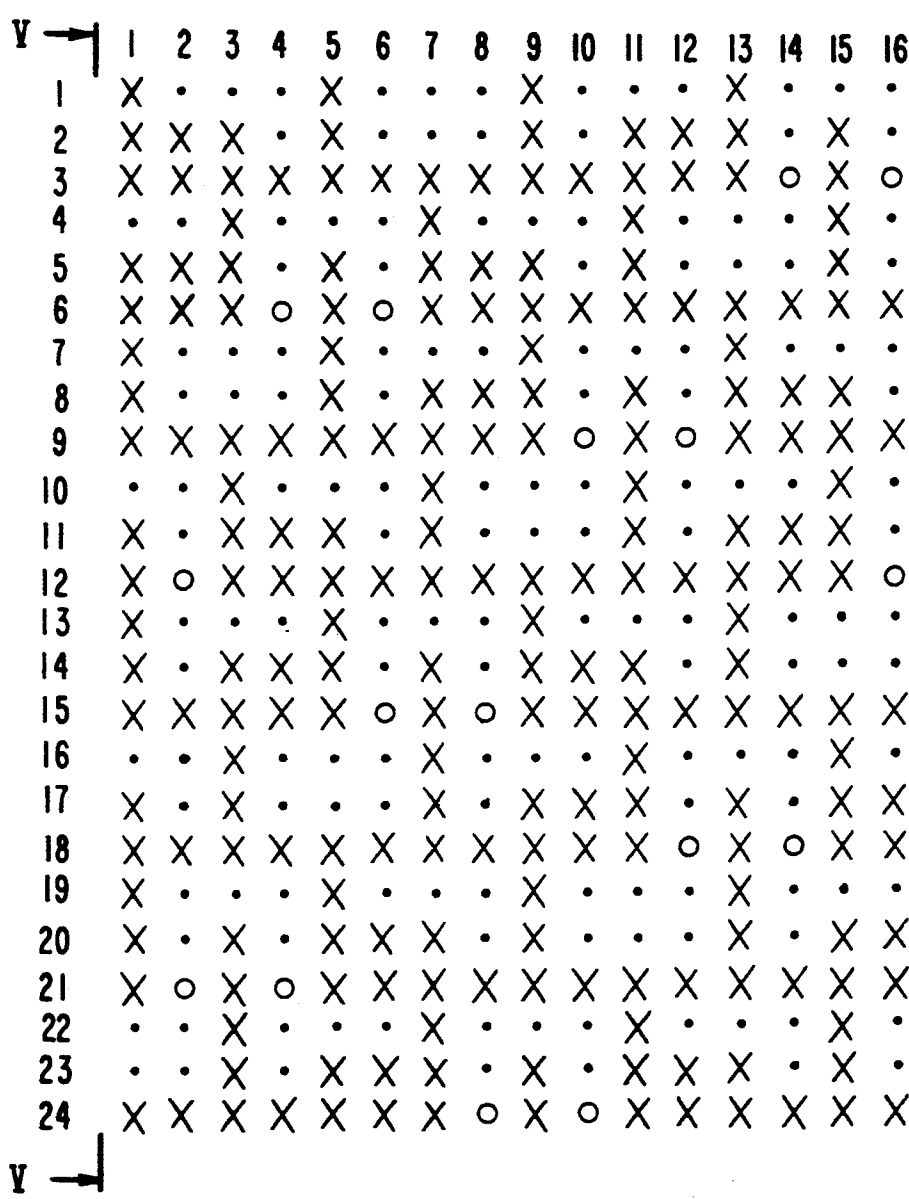 V 1 2 3 4 5 6 7 8 9 10 11 12 13 14 15 16
1 X • • • X • • • X • • • X • • •
2 X X X • X • • • X • X X X • X •
3 X X X X X X X X X X X X X O X O
4 • • X • • • X • • • X • • • X •
5 X X X • X • X X X • X • • • X •
6 X X X O X O X X X X X X X X X X
7 X • • • X • • • X • • • X • • •
8 X • • • X • X X X • X • X X X •
9 X X X X X X X X X O X O X X X X
10 • • X • • • X • • • X • • • X •
11 X • X X X • X • • • X • X X X •
12 X O X X X X X X X X X X X X X O
13 X • • • X • • • X • • • X • • •
14 X • X X X • X • X X X • X • • •
15 X X X X X O X O X X X X X X X X
16 • • X • • • X • • • X • • • X •
17 X • X • • • X • X X X • X • X X
18 X X X X X X X X X X X O X O X X
19 X • • • X • • • X • • • X • • •
20 X • X • X X X • X • • • X • X X
21 X O X O X X X X X X X X X X X X
22 • • X • • • X • • • X • • • X •
23 • • X • X X X • X • X X X • X •
24 X X X X X X X O X O X X X X X X
V